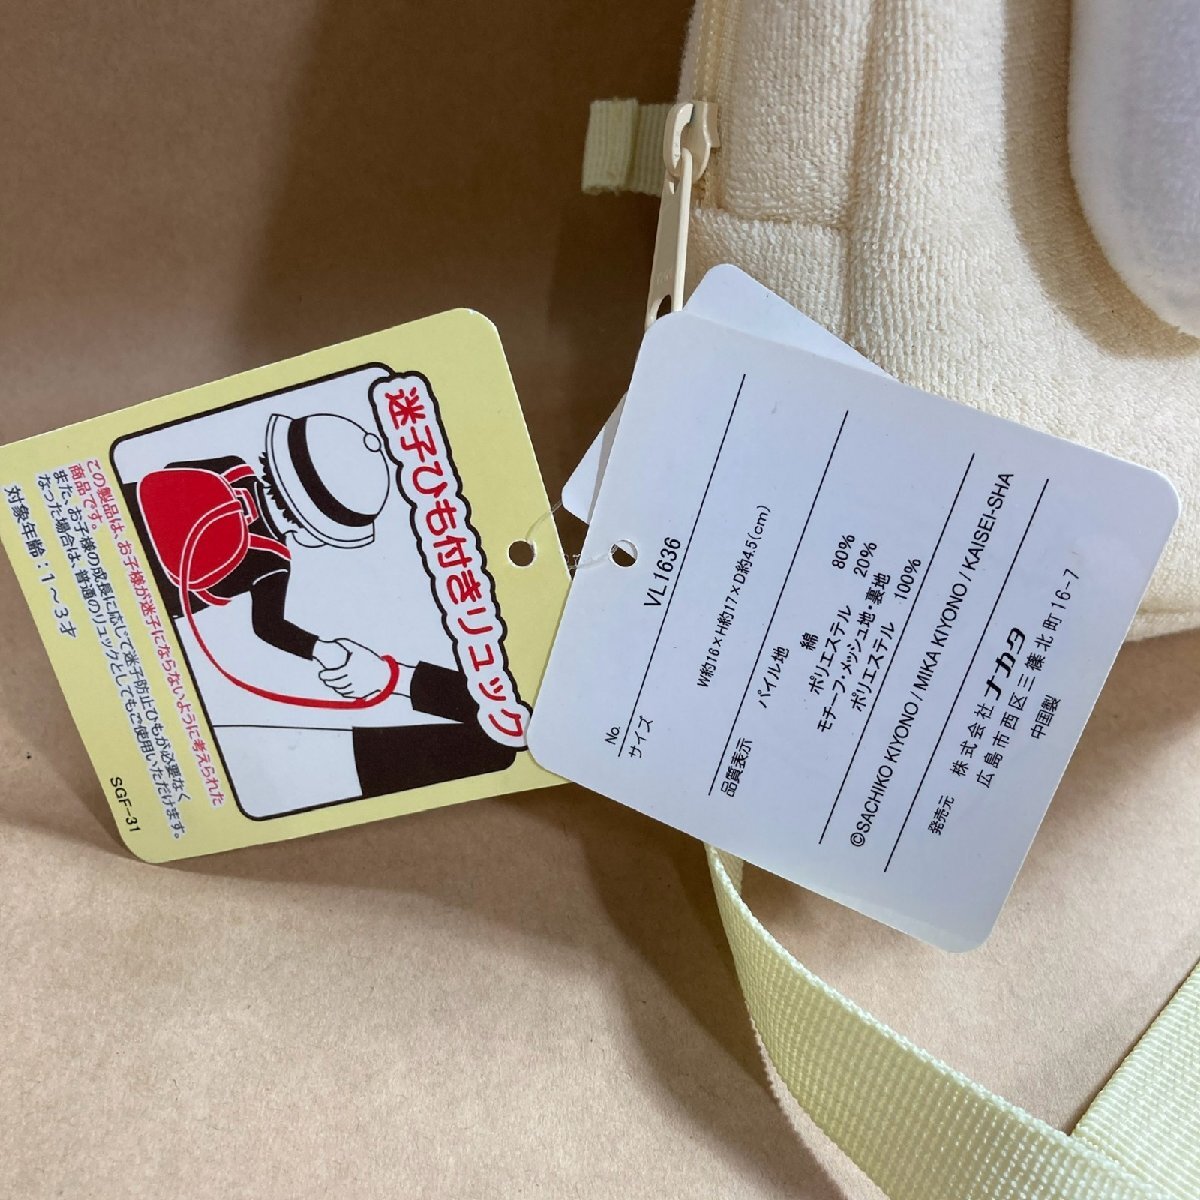 迷子ひも付きリュック
この製品は、お子様が迷子にならないように考えられた
商品です。
また、お子様の成長に応じて迷子防止ひもが必要なく
なった場合は、普通のリュックとしてもご使用いただけます。
対象年齢：1～3才
SGF-31
No. VL1636
サイズ W約16×H約17×D約4.5(cm)
品質表示 パイル地
綿 80%
ポリエステル 20%
モチーフ・メッシュ地・裏地
ポリエステル 100%
©SACHIKO KIYONO / MIKA KIYONO / KAISEI-SHA
発売元 株式会社ナカタ
広島市西区三篠北町16-7
中国製